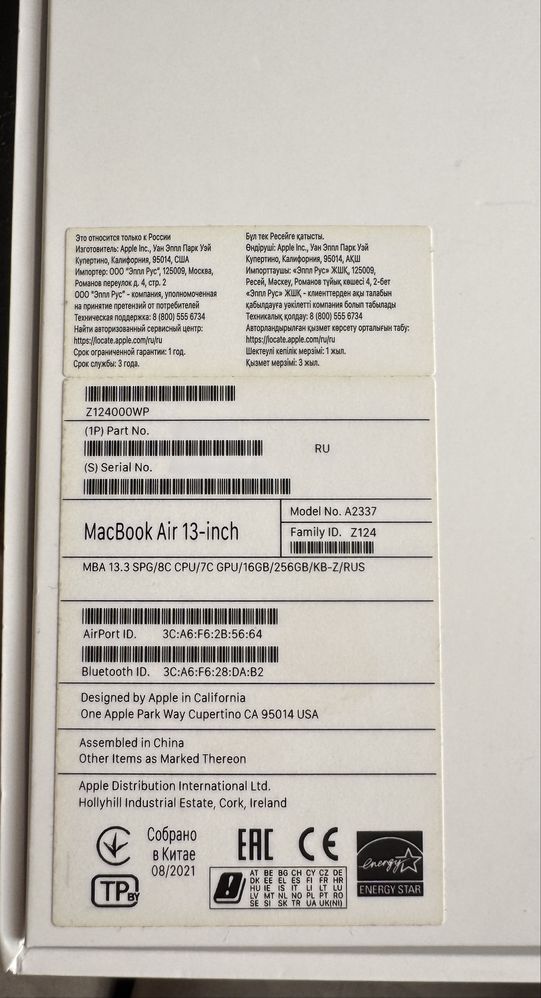 Это относится только к России
Изготовитель: Apple Inc., Уан Эппл Парк Уэй
Купертино, Калифорния, 95014, США
Импортер: ООО "Эппл Рус", 125009, Москва,
Романов переулок д. 4, стр. 2
ООО "Эппл Рус" - компания, уполномоченная
на принятие претензий от потребителей
Техническая поддержка: 8 (800) 555 6734
Найти авторизованный сервисный центр:
https://locate.apple.com/ru/ru
Срок ограниченной гарантии: 1 год.
Срок службы: 3 года.
Бұл тек Ресейге қатысты.
Өндіруші: Apple Inc., Уан Эппл Парк Уэй
Купертино, Калифорния, 95014, АҚШ
Импорттаушы: «Эппл Рус» ЖШҚ, 125009,
Ресей, Мәскеу, Романов тұйық көшесі 4, 2-бет
«Эппл Рус» ЖШҚ - клиенттерден ақы талабын
қабылдауға уәкілетті компания болып табылады
Техникалық қолдау: 8 (800) 555 6734
Авторландырылған қызмет көрсету орталығын табу:
https://locate.apple.com/ru/ru
Шектеулі кепілік мерзімі: 1 жыл.
Қызмет мерзімі: 3 жыл.
Z124000WP
(1P) Part No.
RU
(S) Serial No.
MacBook Air 13-inch
Model No. A2337
Family ID. Z124
MBA 13.3 SPG/8C CPU/7C GPU/16GB/256GB/KB-Z/RUS
AirPort ID. 3C:A6:F6:2B:56:64
Bluetooth ID. 3C:A6:F6:28:DA:B2
Designed by Apple in California
One Apple Park Way Cupertino CA 95014 USA
Assembled in China
Other Items as Marked Thereon
Apple Distribution International Ltd.
Hollyhill Industrial Estate, Cork, Ireland
Собрано
в Китае
08/2021
TP BY
EAC CE
AT BE BG CH CY CZ DE
DK EE EL ES FI FR HR
HU IE IS IT LI LT LU
LV MT NL NO PL PT RO
SE SI SK TR UA UK(NI)
energy
ENERGY STAR